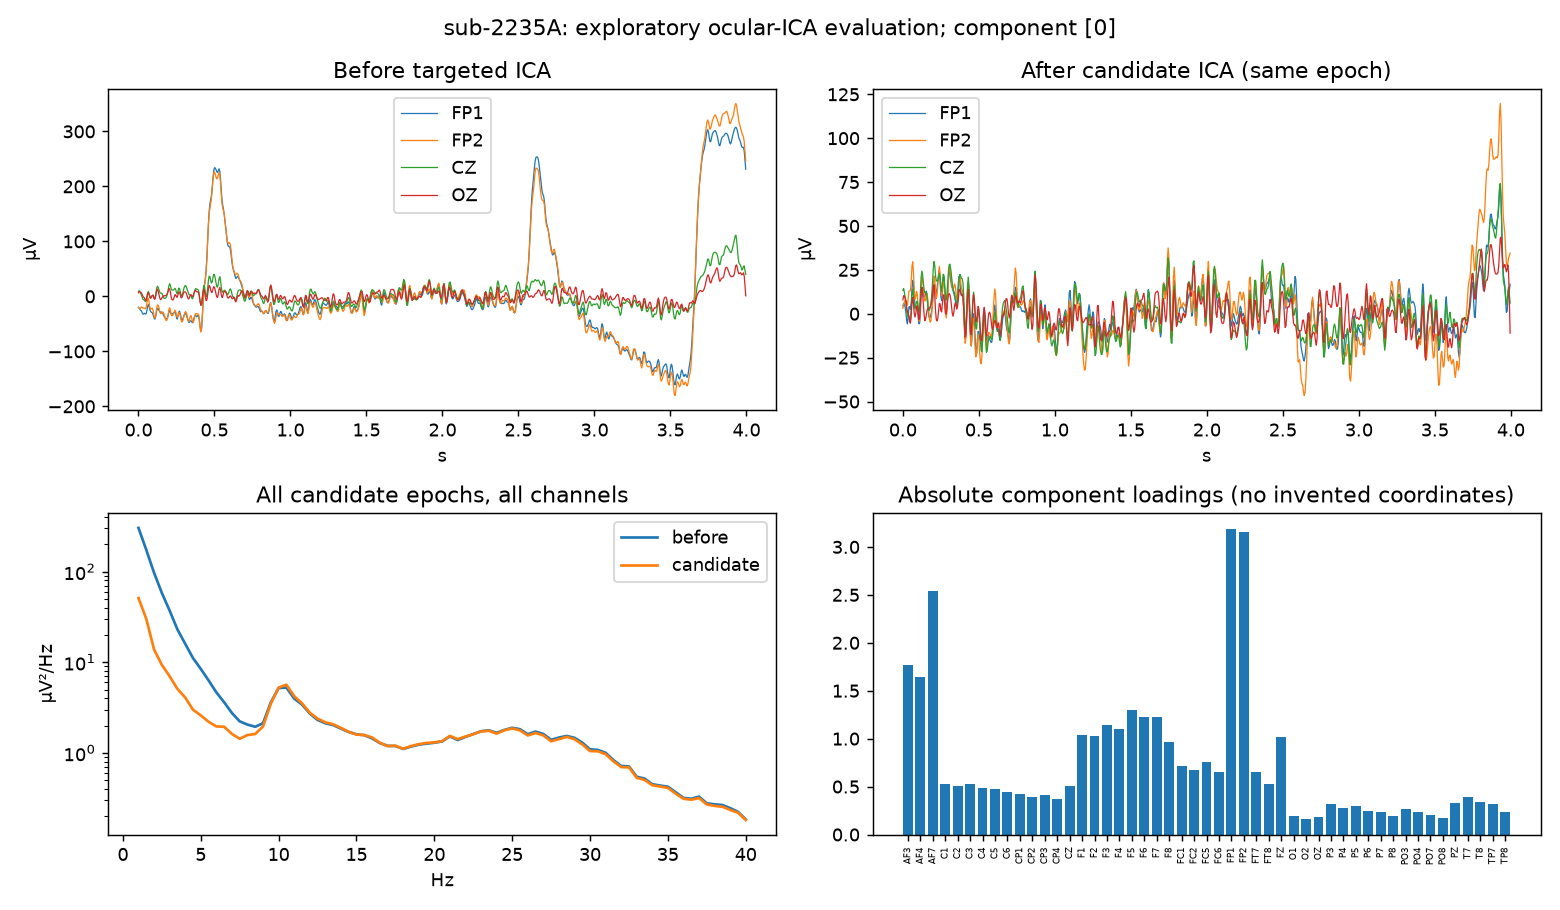 sub-2235A: exploratory ocular-ICA evaluation; component [0]
Before targeted ICA
µV
300
200
100
0
−100
−200
FP1
FP2
CZ
OZ
0.0 0.5 1.0 1.5 2.0 2.5 3.0 3.5 4.0
s
After candidate ICA (same epoch)
µV
125
100
75
50
25
0
−25
−50
FP1
FP2
CZ
OZ
0.0 0.5 1.0 1.5 2.0 2.5 3.0 3.5 4.0
s
All candidate epochs, all channels
µV²/Hz
10²
10¹
10⁰
before
candidate
0 5 10 15 20 25 30 35 40
Hz
Absolute component loadings (no invented coordinates)
3.0
2.5
2.0
1.5
1.0
0.5
0.0
AF3 AF4 AF7 C1 C2 C3 C4 C5 C6 CP1 CP2 CP3 CP4 CZ F1 F2 F3 F4 F5 F6 F7 F8 FC1 FC2 FC5 FC6 FP1 FP2 FT7 FT8 FZ O1 O2 OZ P3 P4 P5 P6 P7 P8 PO3 PO4 PO7 PO8 PZ T7 T8 TP7 TP8